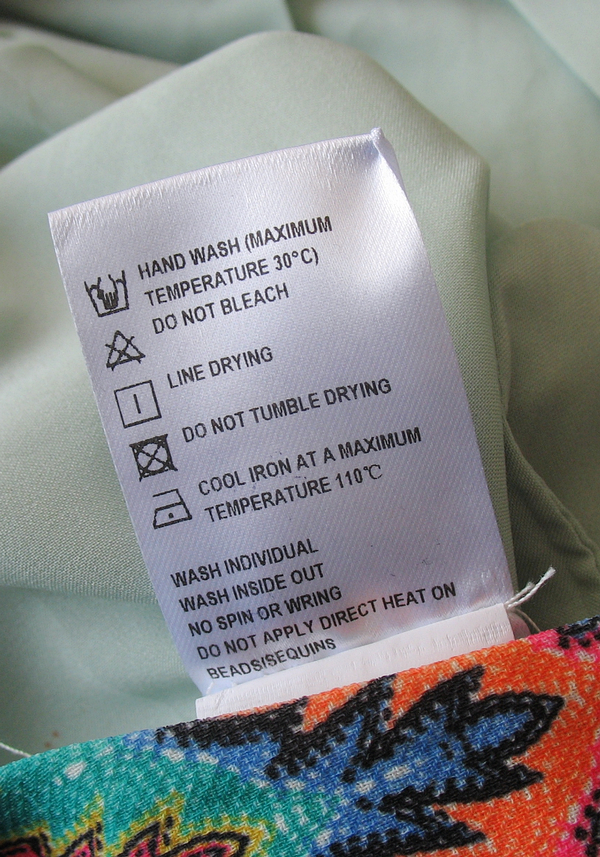 HAND WASH (MAXIMUM
TEMPERATURE 30°C)
DO NOT BLEACH
LINE DRYING
DO NOT TUMBLE DRYING
COOL IRON AT A MAXIMUM
TEMPERATURE 110℃
WASH INDIVIDUAL
WASH INSIDE OUT
NO SPIN OR WRING
DO NOT APPLY DIRECT HEAT ON
BEADS\SEQUINS